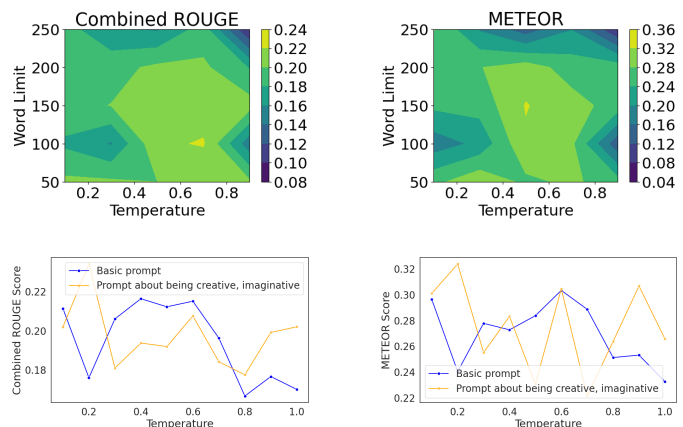 Combined ROUGE
250
200
150
100
50
Word Limit
0.2 0.4 0.6 0.8
Temperature
0.24
0.22
0.20
0.18
0.16
0.14
0.12
0.10
0.08
METEOR
250
200
150
100
50
Word Limit
0.2 0.4 0.6 0.8
Temperature
0.36
0.32
0.28
0.24
0.20
0.16
0.12
0.08
0.04
Combined ROUGE Score
0.22
0.20
0.18
Basic prompt
Prompt about being creative, imaginative
0.2 0.4 0.6 0.8 1.0
Temperature
METEOR Score
0.32
0.30
0.28
0.26
0.24
0.22
Basic prompt
Prompt about being creative, imaginative
0.2 0.4 0.6 0.8 1.0
Temperature